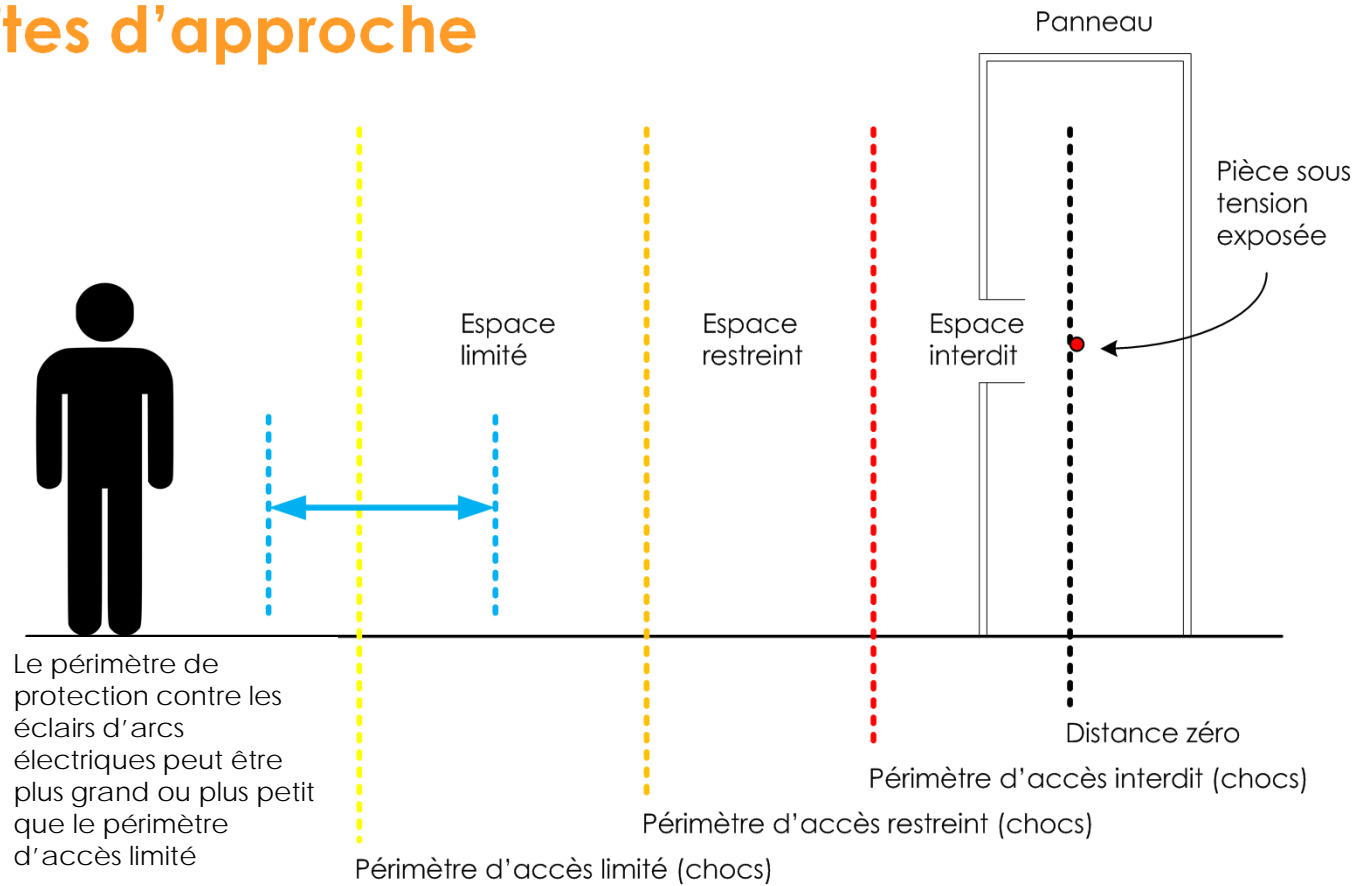 tes d'approche
Panneau
Pièce sous
tension
exposée
Espace
limité
Espace
restreint
Espace
interdit
Le périmètre de
protection contre les
éclairs d'arcs
électriques peut être
plus grand ou plus petit
que le périmètre
d'accès limité
Distance zéro
Périmètre d'accès interdit (chocs)
Périmètre d'accès restreint (chocs)
Périmètre d'accès limité (chocs)